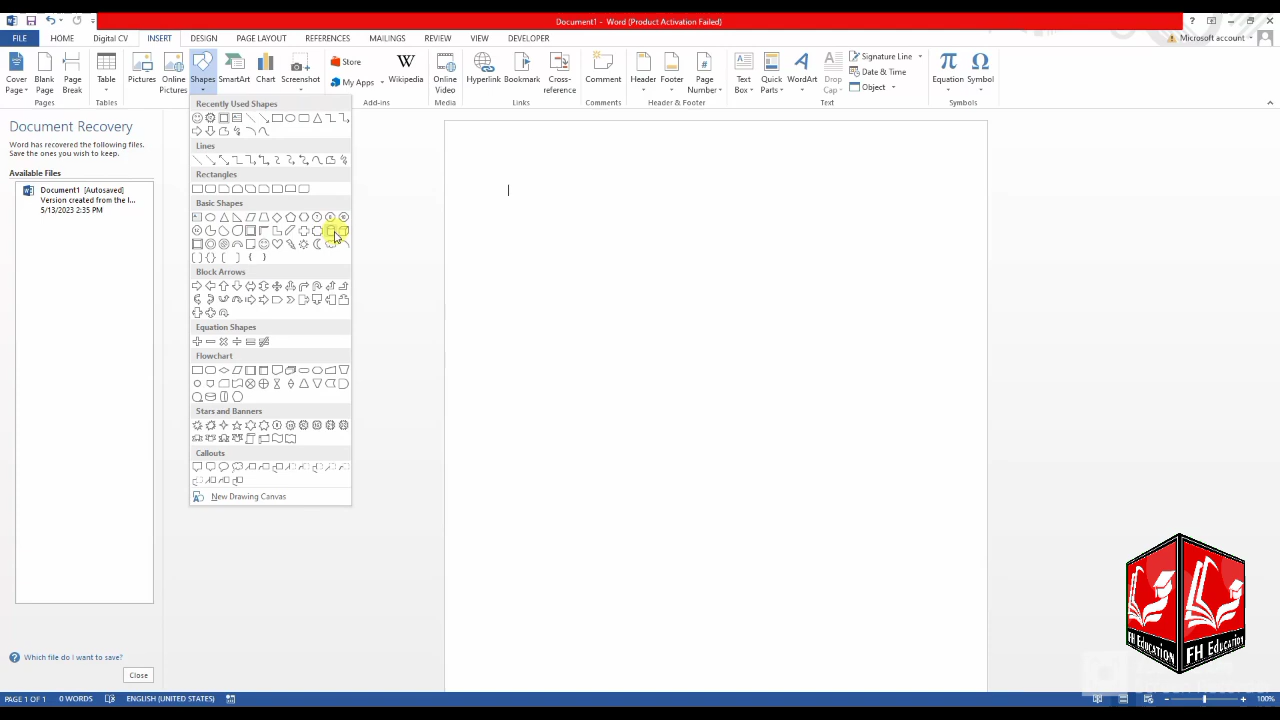 Document1 - Word (Product Activation Failed)
FILE HOME Digital CV INSERT DESIGN PAGE LAYOUT REFERENCES MAILINGS REVIEW VIEW DEVELOPER
Microsoft account
Cover Page
Blank Page
Page Break
Pages
Table
Tables
Pictures
Online Pictures
Shapes
SmartArt
Chart
Screenshot
Store
My Apps
Wikipedia
Add-ins
Online Video
Media
Hyperlink
Bookmark
Cross-reference
Links
Comment
Comments
Header
Footer
Page Number
Header & Footer
Text Box
Quick Parts
WordArt
Drop Cap
Signature Line
Date & Time
Object
Text
Equation
Symbol
Symbols
Document Recovery
Word has recovered the following files.
Save the ones you wish to keep.
Available Files
Document1 [Autosaved]
Version created from the l...
5/13/2023 2:35 PM
Which file do I want to save?
Close
Recently Used Shapes
Lines
Rectangles
Basic Shapes
Block Arrows
Equation Shapes
Flowchart
Stars and Banners
Callouts
New Drawing Canvas
FH Education
FH Education
PAGE 1 OF 1 0 WORDS ENGLISH (UNITED STATES)
100%